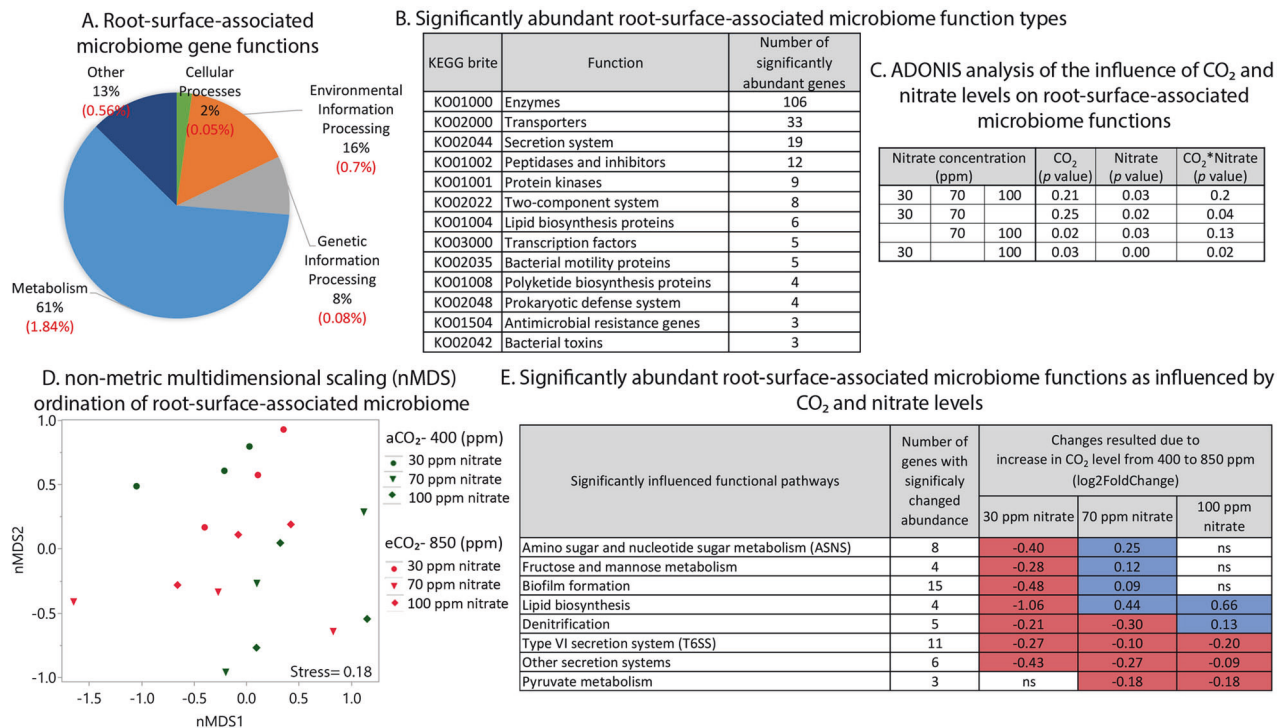 A. Root-surface-associated
microbiome gene functions
Other
13%
(0.56%)
Cellular
Processes
2%
(0.05%)
Environmental
Information
Processing
16%
(0.7%)
Genetic
Information
Processing
8%
(0.08%)
Metabolism
61%
(1.84%)
B. Significantly abundant root-surface-associated microbiome function types
KEGG brite Function Number of
significantly
abundant genes
KO01000 Enzymes 106
KO02000 Transporters 33
KO02044 Secretion system 19
KO01002 Peptidases and inhibitors 12
KO01001 Protein kinases 9
KO02022 Two-component system 8
KO01004 Lipid biosynthesis proteins 6
KO03000 Transcription factors 5
KO02035 Bacterial motility proteins 5
KO01008 Polyketide biosynthesis proteins 4
KO02048 Prokaryotic defense system 4
KO01504 Antimicrobial resistance genes 3
KO02042 Bacterial toxins 3
C. ADONIS analysis of the influence of CO₂ and
nitrate levels on root-surface-associated
microbiome functions
Nitrate concentration CO₂ Nitrate CO₂*Nitrate
(ppm) (p value) (p value) (p value)
30 70 100 0.21 0.03 0.2
30 70 0.25 0.02 0.04
70 100 0.02 0.03 0.13
30 100 0.03 0.00 0.02
D. non-metric multidimensional scaling (nMDS)
ordination of root-surface-associated microbiome
1.0
0.5
0.0
-0.5
-1.0
nMDS2
-1.5 -1.0 -0.5 0.0 0.5 1.0
nMDS1
Stress= 0.18
aCO₂- 400 (ppm)
30 ppm nitrate
70 ppm nitrate
100 ppm nitrate
eCO₂- 850 (ppm)
30 ppm nitrate
70 ppm nitrate
100 ppm nitrate
E. Significantly abundant root-surface-associated microbiome functions as influenced by
CO₂ and nitrate levels
Significantly influenced functional pathways
Number of
genes with
significaly
changed
abundance
Changes resulted due to
increase in CO₂ level from 400 to 850 ppm
(log2FoldChange)
30 ppm nitrate 70 ppm nitrate 100 ppm
nitrate
Amino sugar and nucleotide sugar metabolism (ASNS) 8 -0.40 0.25 ns
Fructose and mannose metabolism 4 -0.28 0.12 ns
Biofilm formation 15 -0.48 0.09 ns
Lipid biosynthesis 4 -1.06 0.44 0.66
Denitrification 5 -0.21 -0.30 0.13
Type VI secretion system (T6SS) 11 -0.27 -0.10 -0.20
Other secretion systems 6 -0.43 -0.27 -0.09
Pyruvate metabolism 3 ns -0.18 -0.18